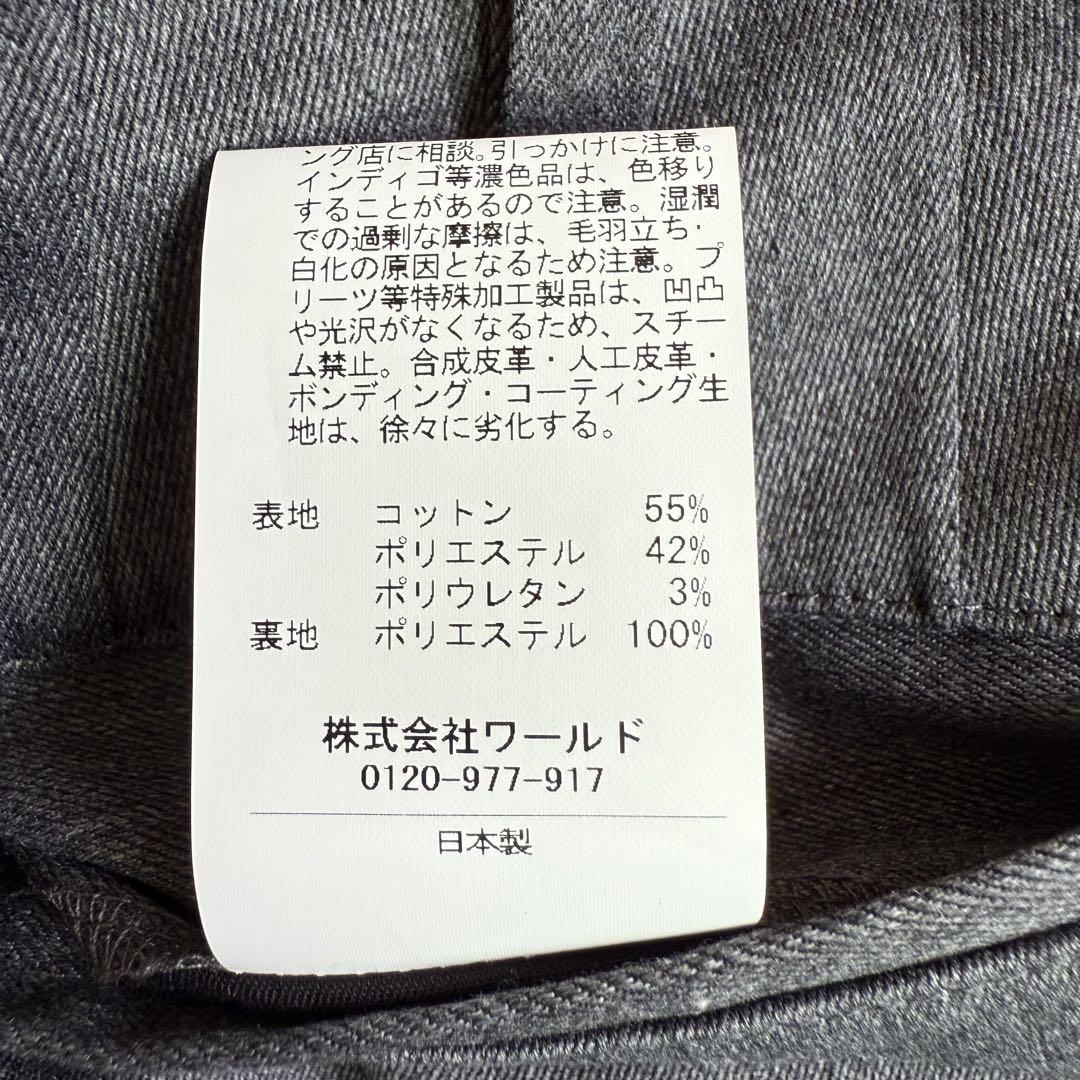 ング店に相談。引っかけに注意。
インディゴ等濃色品は、色移り
することがあるので注意。湿潤
での過剰な摩擦は、毛羽立ち・
白化の原因となるため注意。プ
リーツ等特殊加工製品は、凹凸
や光沢がなくなるため、スチー
ム禁止。合成皮革・人工皮革・
ボンディング・コーティング生
地は、徐々に劣化する。
表地 コットン 55%
ポリエステル 42%
ポリウレタン 3%
裏地 ポリエステル 100%
株式会社ワールド
0120-977-917
日本製